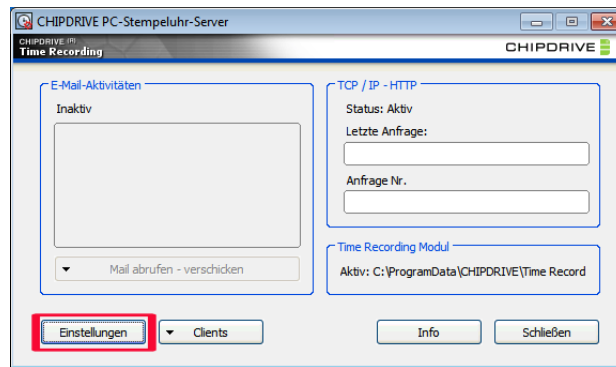 CHIPDRIVE PC-Stempeluhr-Server
CHIPDRIVE (R)
Time Recording
CHIPDRIVE
E-Mail-Aktivitäten
Inaktiv
Mail abrufen - verschicken
TCP / IP - HTTP
Status: Aktiv
Letzte Anfrage:
Anfrage Nr.
Time Recording Modul
Aktiv: C:\ProgramData\CHIPDRIVE\Time Record
Einstellungen
Clients
Info
Schließen